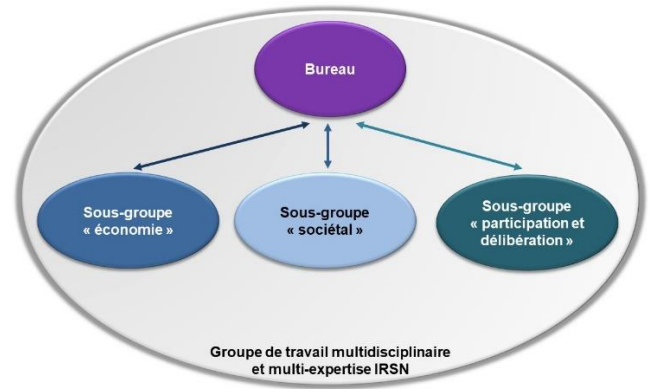 Bureau
Sous-groupe
« économie »
Sous-groupe
« sociétal »
Sous-groupe
« participation et
délibération »
Groupe de travail multidisciplinaire
et multi-expertise IRSN